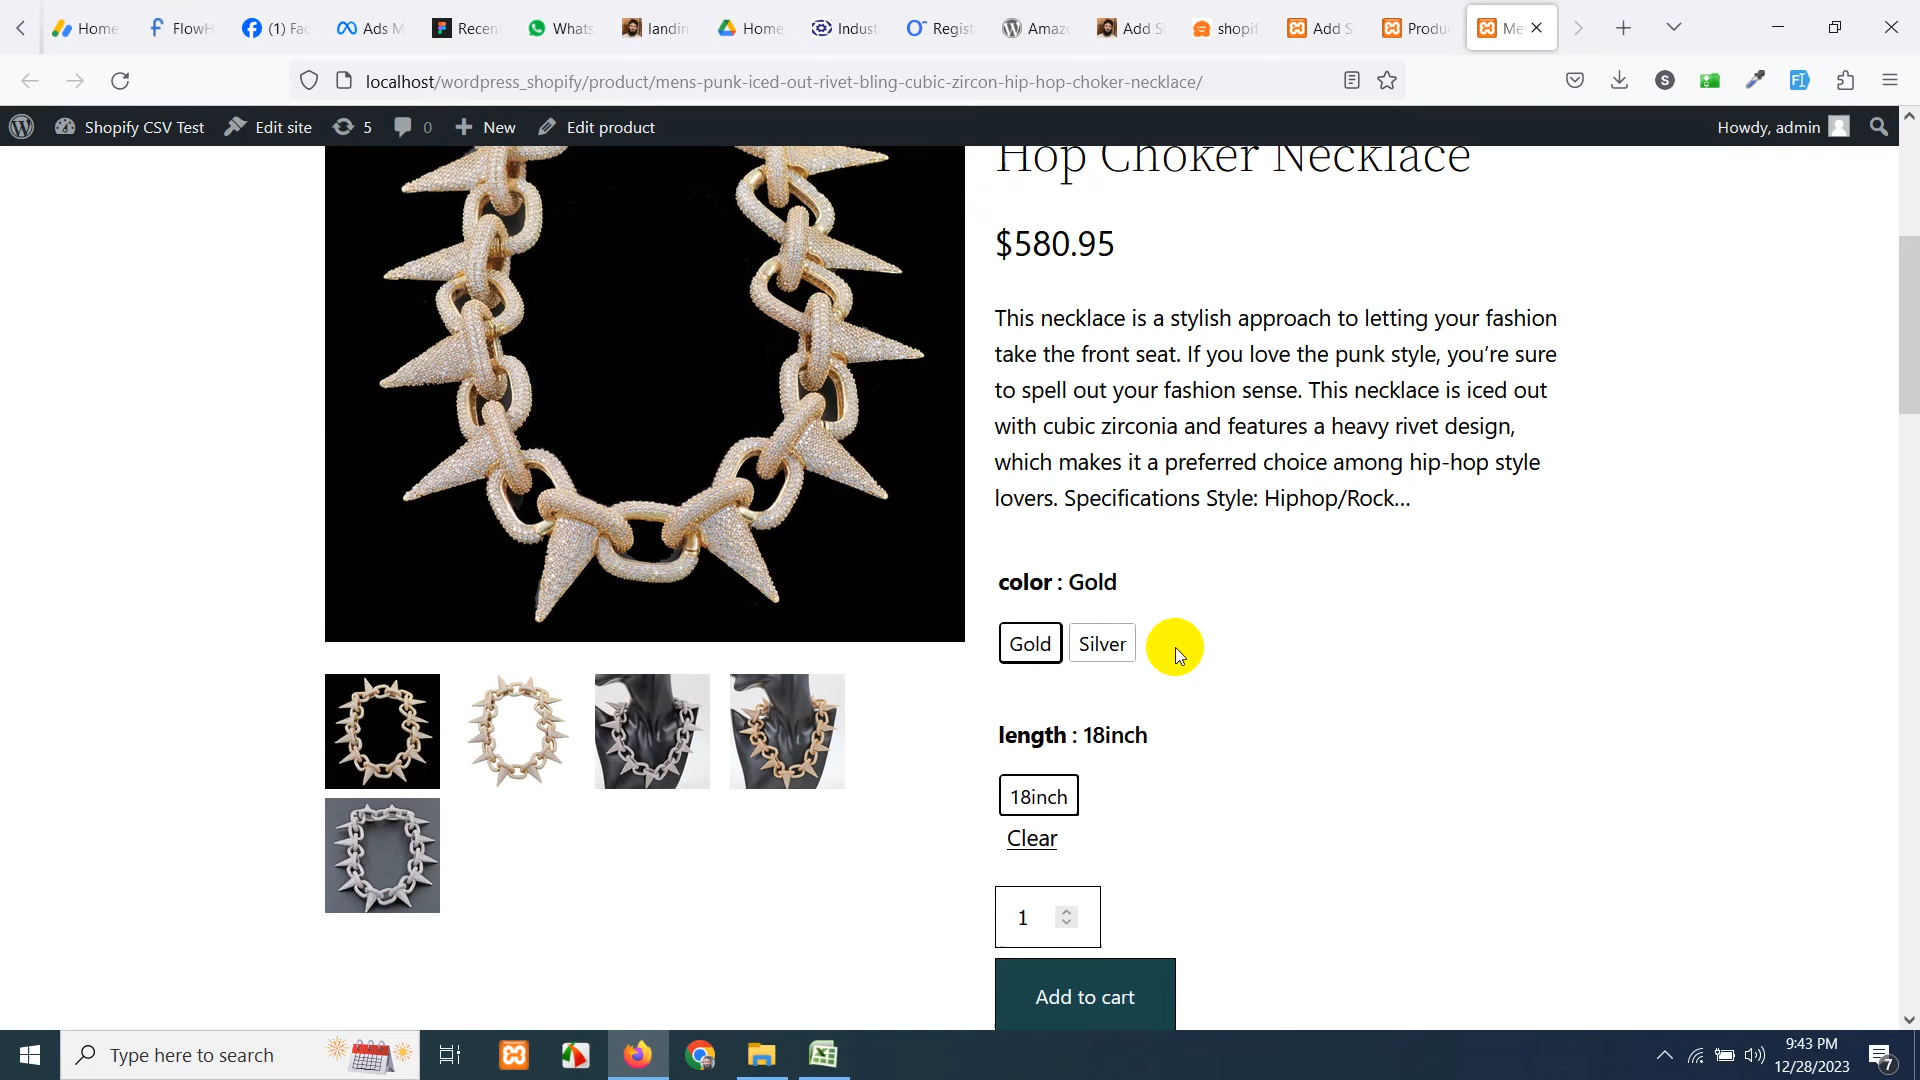 Home
FlowH
(1) Fac
Ads M
Recen
Whats
landin
Home
Indust
Regist
Amaz
Add S
shopif
Add S
Produ
Me
localhost/wordpress_shopify/product/mens-punk-iced-out-rivet-bling-cubic-zircon-hip-hop-choker-necklace/
Shopify CSV Test
Edit site
5
0
New
Edit product
Howdy, admin
Hop Choker Necklace
$580.95
This necklace is a stylish approach to letting your fashion
take the front seat. If you love the punk style, you're sure
to spell out your fashion sense. This necklace is iced out
with cubic zirconia and features a heavy rivet design,
which makes it a preferred choice among hip-hop style
lovers. Specifications Style: Hiphop/Rock...
color : Gold
Gold
Silver
length : 18inch
18inch
Clear
1
Add to cart
Type here to search
9:43 PM
12/28/2023
7